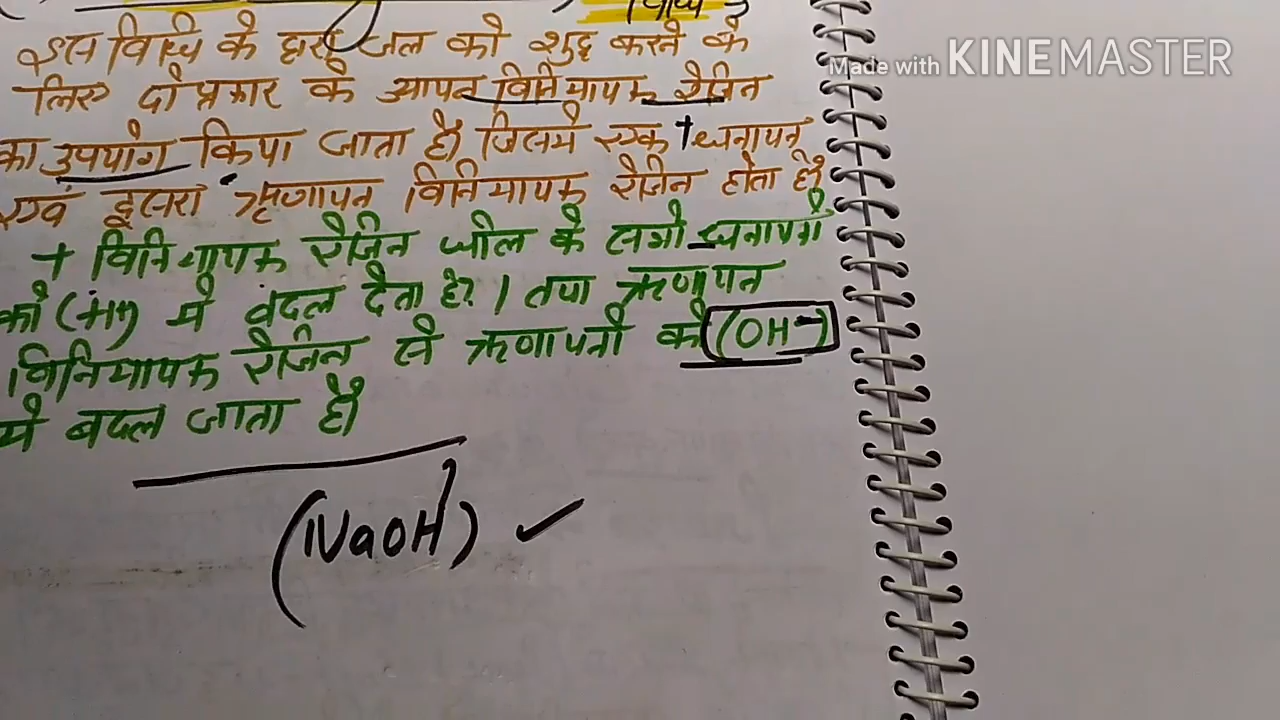 विधि →
Made with KINEMASTER
इस विधि के द्वारा जल को शुद्ध करने के
लिए दो प्रकार के आयन विनिमायक रेजिन
का उपयोग किया जाता है। जिसमे एक + धनायन
एवं दूसरा ऋणायन विनिमायक रेजिन होता है।
+ विनिमायक रेजिन घोल के सभी धनायनों
को (+H) मे बदल देता है। तथा ऋणायन
विनिमायक रेजिन से ऋणायनो को (OH-)
मे बदल जाता है।
(NaOH) ✓